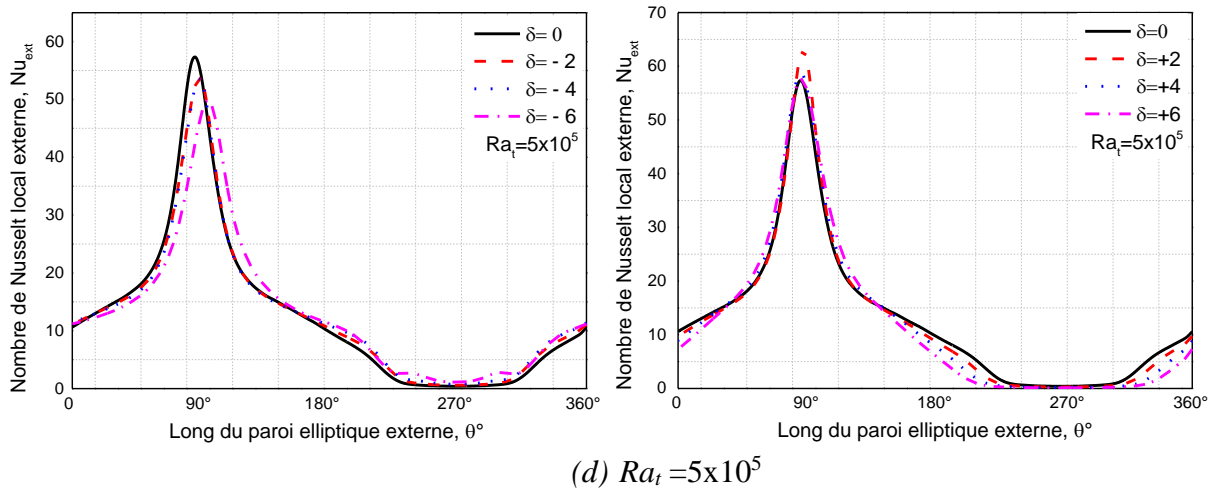 60
50
40
30
20
10
0
Nombre de Nusselt local externe, Nu_ext
δ= 0
δ= - 2
δ= - 4
δ= - 6
Ra_t=5x10^5
0 90° 180° 270° 360°
Long du paroi elliptique externe, θ°
70
60
50
40
30
20
10
0
Nombre de Nusselt local externe, Nu_ext
δ=0
δ=+2
δ=+4
δ=+6
Ra_t=5x10^5
0 90° 180° 270° 360°
Long du paroi elliptique externe, θ°
(d) Ra_t =5x10^5